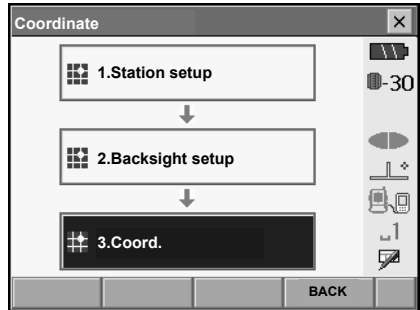 Coordinate
1.Station setup
-30
2.Backsight setup
3.Coord.
1
BACK